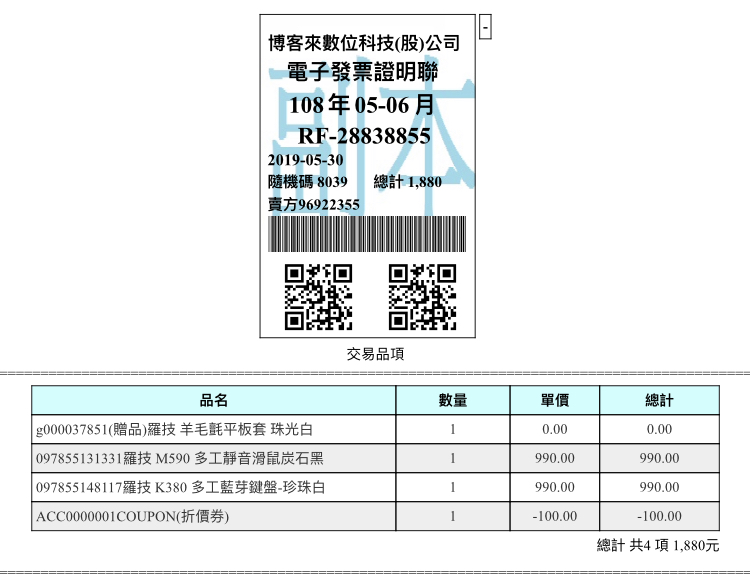 博客來數位科技(股)公司
-
電子發票證明聯
副本
108年05-06月
RF-28838855
2019-05-30
隨機碼 8039 總計 1,880
賣方96922355
交易品項
品名 數量 單價 總計
g000037851(贈品)羅技 羊毛氈平板套 珠光白 1 0.00 0.00
097855131331羅技 M590 多工靜音滑鼠炭石黑 1 990.00 990.00
097855148117羅技 K380 多工藍芽鍵盤-珍珠白 1 990.00 990.00
ACC0000001COUPON(折價券) 1 -100.00 -100.00
總計 共4 項 1,880元